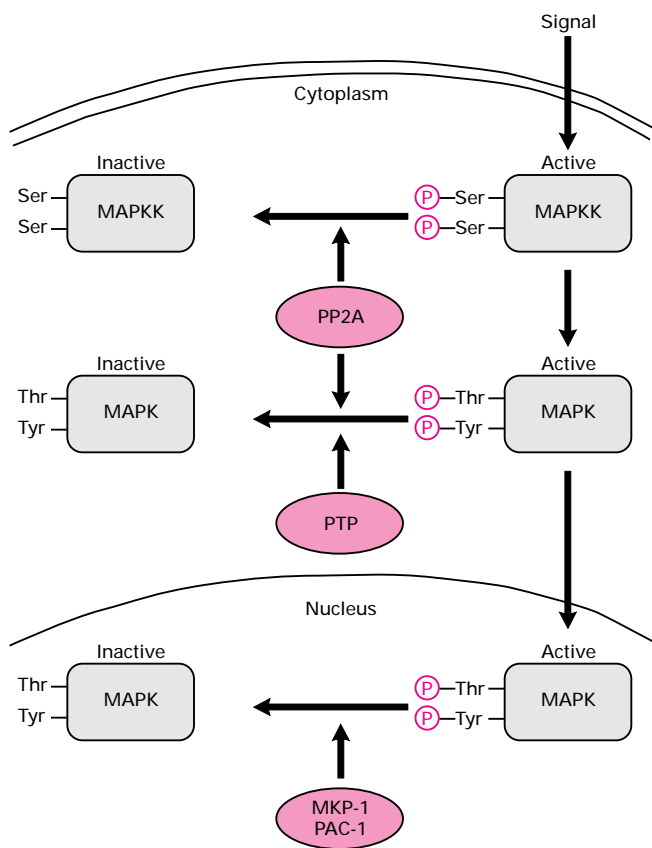 Signal
Cytoplasm
Inactive
Active
Ser
Ser
MAPKK
P Ser
P Ser
MAPKK
PP2A
Inactive
Active
Thr
Tyr
MAPK
P Thr
P Tyr
MAPK
PTP
Nucleus
Inactive
Active
Thr
Tyr
MAPK
P Thr
P Tyr
MAPK
MKP-1
PAC-1